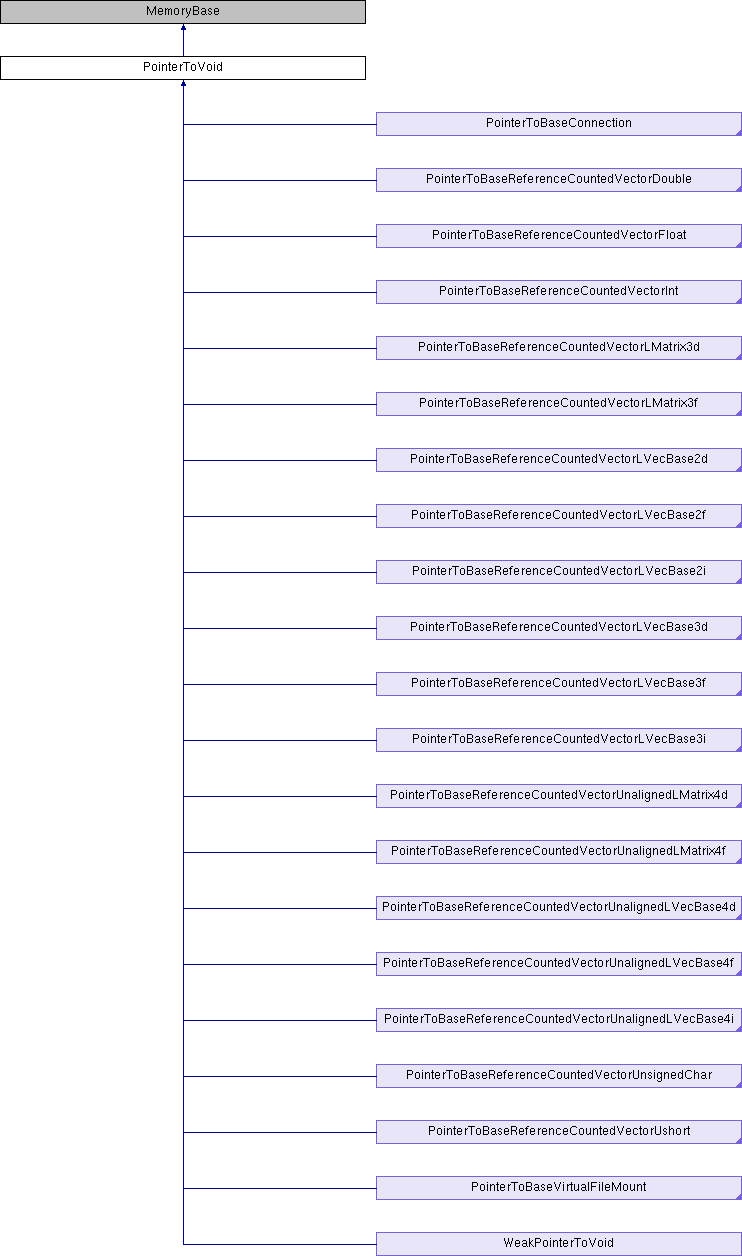 MemoryBase
PointerToVoid
PointerToBaseConnection
PointerToBaseReferenceCountedVectorDouble
PointerToBaseReferenceCountedVectorFloat
PointerToBaseReferenceCountedVectorInt
PointerToBaseReferenceCountedVectorLMatrix3d
PointerToBaseReferenceCountedVectorLMatrix3f
PointerToBaseReferenceCountedVectorLVecBase2d
PointerToBaseReferenceCountedVectorLVecBase2f
PointerToBaseReferenceCountedVectorLVecBase2i
PointerToBaseReferenceCountedVectorLVecBase3d
PointerToBaseReferenceCountedVectorLVecBase3f
PointerToBaseReferenceCountedVectorLVecBase3i
PointerToBaseReferenceCountedVectorUnalignedLMatrix4d
PointerToBaseReferenceCountedVectorUnalignedLMatrix4f
PointerToBaseReferenceCountedVectorUnalignedLVecBase4d
PointerToBaseReferenceCountedVectorUnalignedLVecBase4f
PointerToBaseReferenceCountedVectorUnalignedLVecBase4i
PointerToBaseReferenceCountedVectorUnsignedChar
PointerToBaseReferenceCountedVectorUshort
PointerToBaseVirtualFileMount
WeakPointerToVoid